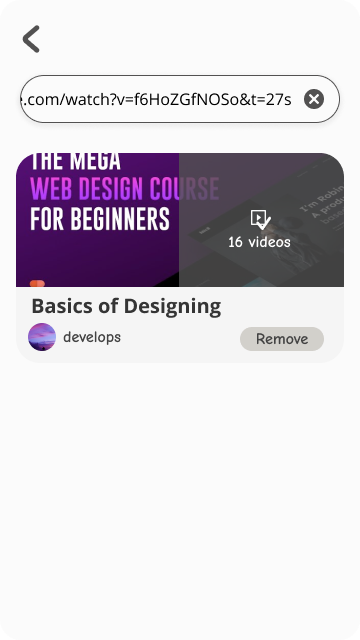 .com/watch?v=f6HoZGfNOSo&t=27s
THE MEGA
WEB DESIGN COURSE
FOR BEGINNERS
I'm Robin
A prod
16 videos
Basics of Designing
develops
Remove